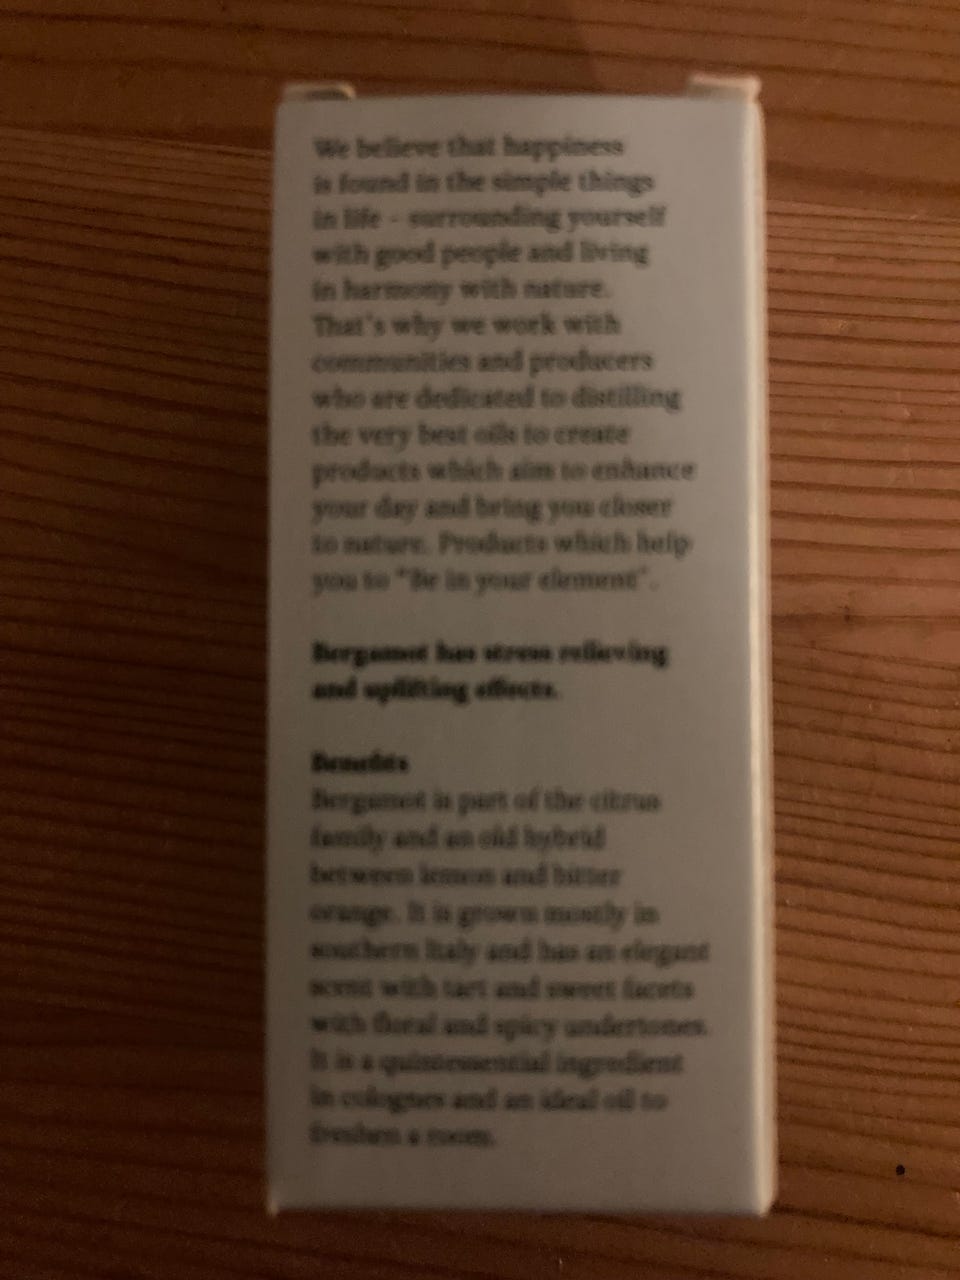 We believe that happiness
is found in the simple things
in life - surrounding yourself
with good people and living
in harmony with nature.
That's why we work with
communities and producers
who are dedicated to distilling
the very best oils to create
products which aim to enhance
your day and bring you closer
to nature. Products which help
you to "Be in your element".
Bergamot has stress relieving
and uplifting effects.
Benefits
Bergamot is part of the citrus
family and an old hybrid
between lemon and bitter
orange. It is grown mostly in
southern Italy and has an elegant
scent with tart and sweet facets
with floral and spicy undertones.
It is a quintessential ingredient
in colognes and an ideal oil to
freshen a room.